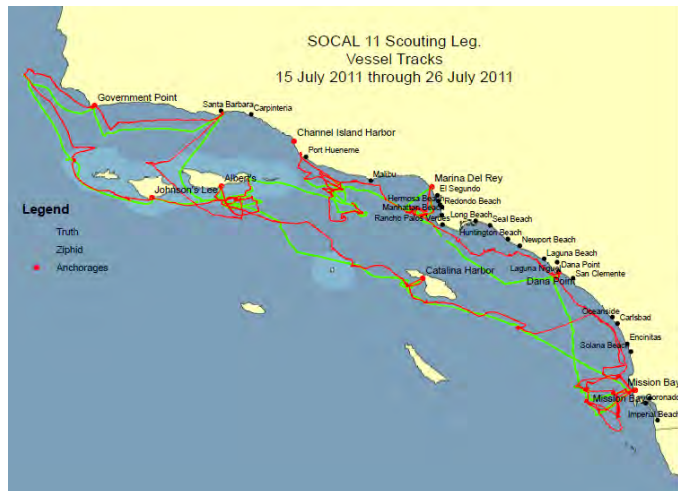 SOCAL 11 Scouting Leg.
Vessel Tracks
15 July 2011 through 26 July 2011
Government Point
Santa Barbara
Carpinteria
Channel Island Harbor
Port Hueneme
Malibu
Marina Del Rey
El Segundo
Hermosa Beach
Redondo Beach
Manhattan Beach
Rancho Palos Verdes
Long Beach
Seal Beach
Huntington Beach
Newport Beach
Laguna Beach
Dana Point
Laguna Niguel
San Clemente
Dana Point
Albert's
Johnson's Lee
Catalina Harbor
Oceanside
Carlsbad
Encinitas
Solana Beach
Mission Bay
Mission Bay
Coronado
Imperial Beach
Legend
Truth
Ziphid
Anchorages